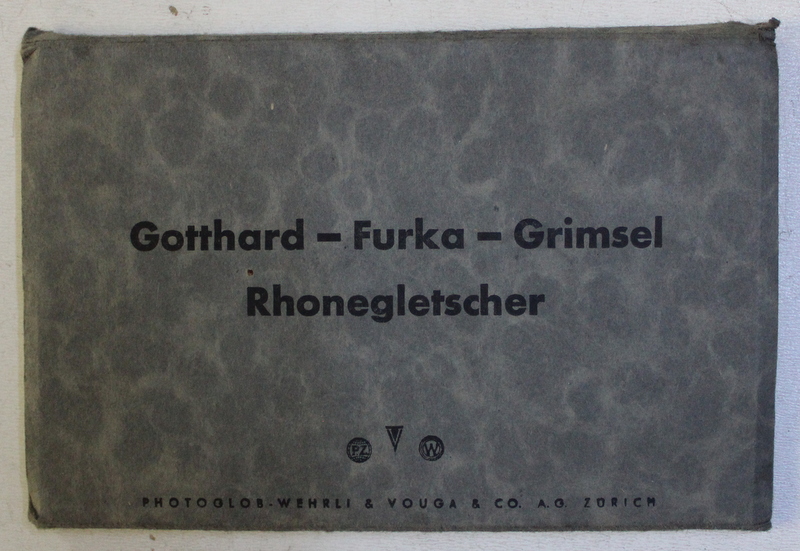 Gotthard – Furka – Grimsel
Rhonegletscher
PZ V W
PHOTOGLOB-WEHRLI & VOUGA & CO. A.G. ZÜRICH